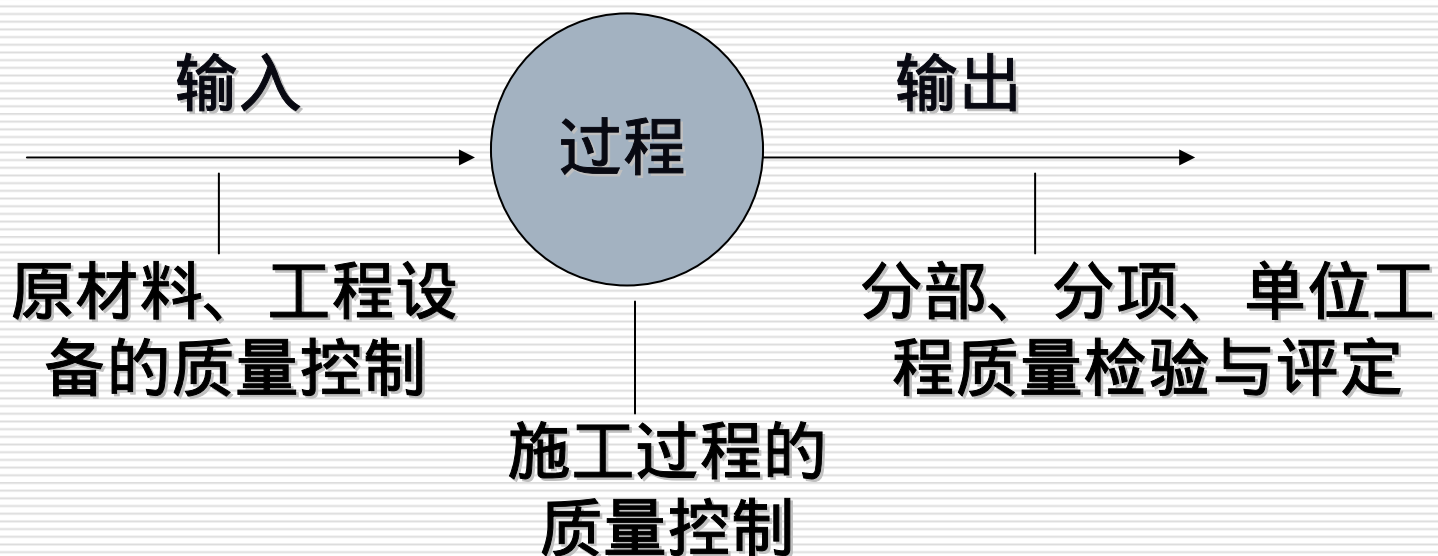 输入
过程
输出
原材料、工程设
备的质量控制
分部、分项、单位工
程质量检验与评定
施工过程的
质量控制